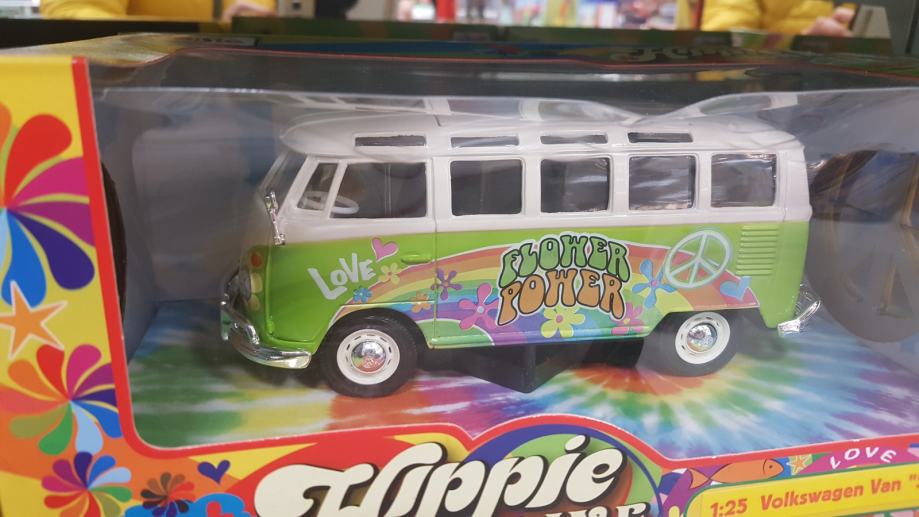 LOVE
FLOWER
POWER
Hippie
LOVE
1:25 Volkswagen Van "